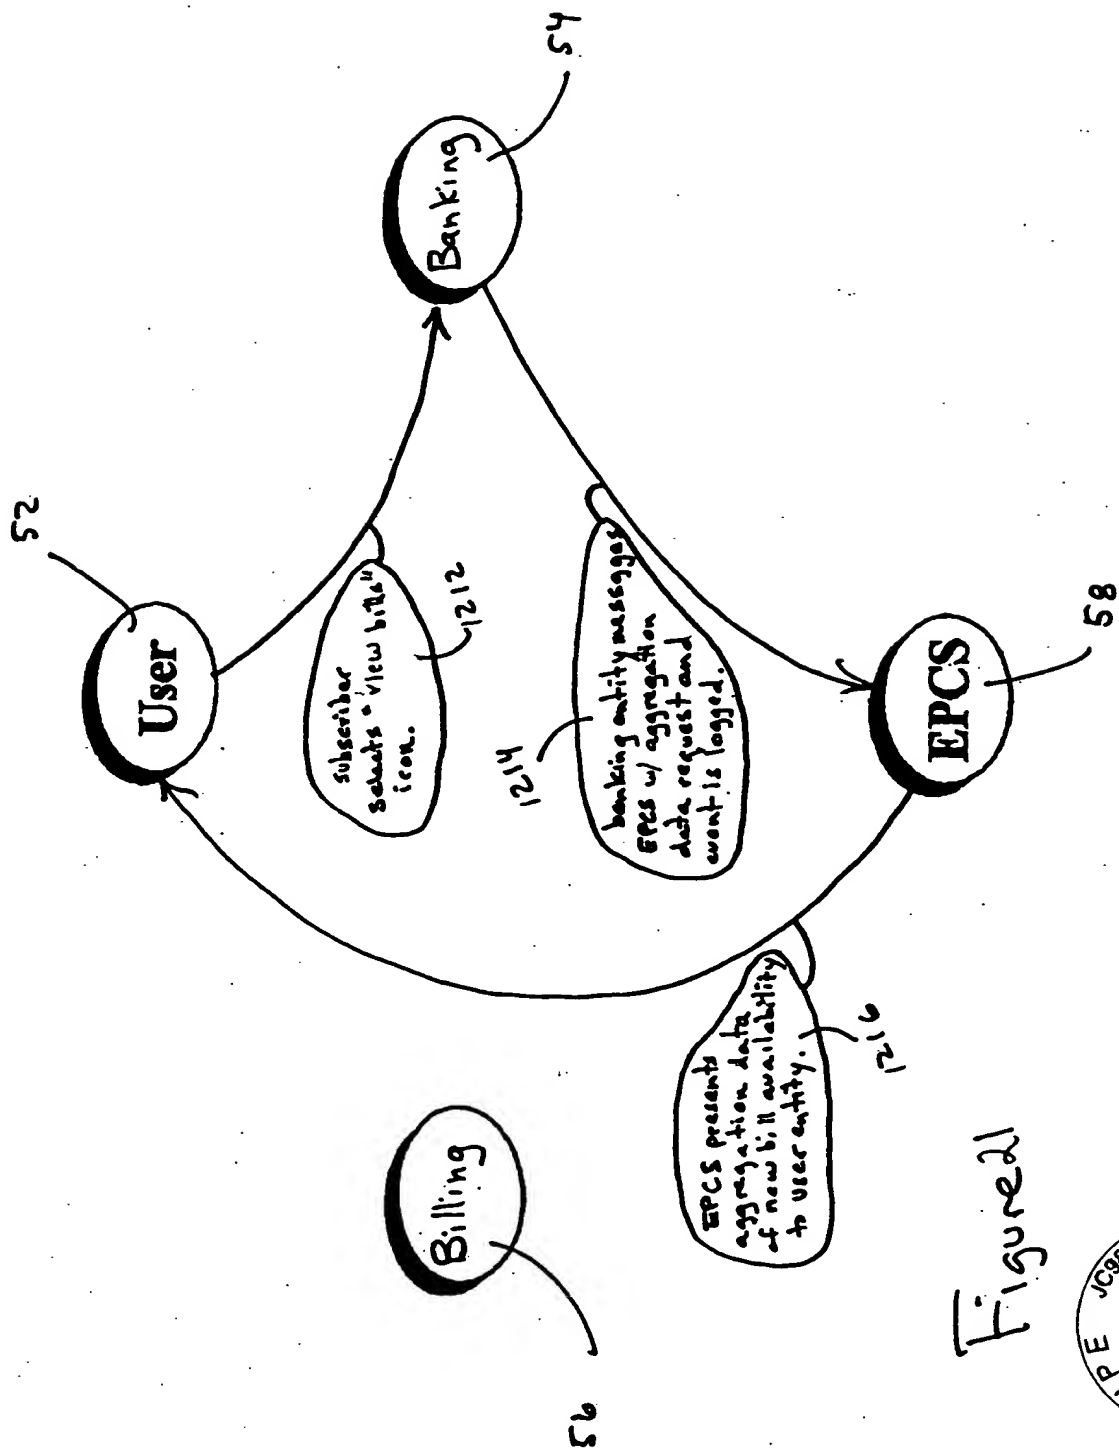 52
User
subscriber
selects "view bills"
icon.
1212
Banking
54
1214
banking entity messages
EPCS w/ aggregation
data request and
event is logged.
EPCS
58
EPCS presents
aggregation data
of new bill availability
to user entity.
1216
Billing
56
Figure 21
P E JC98